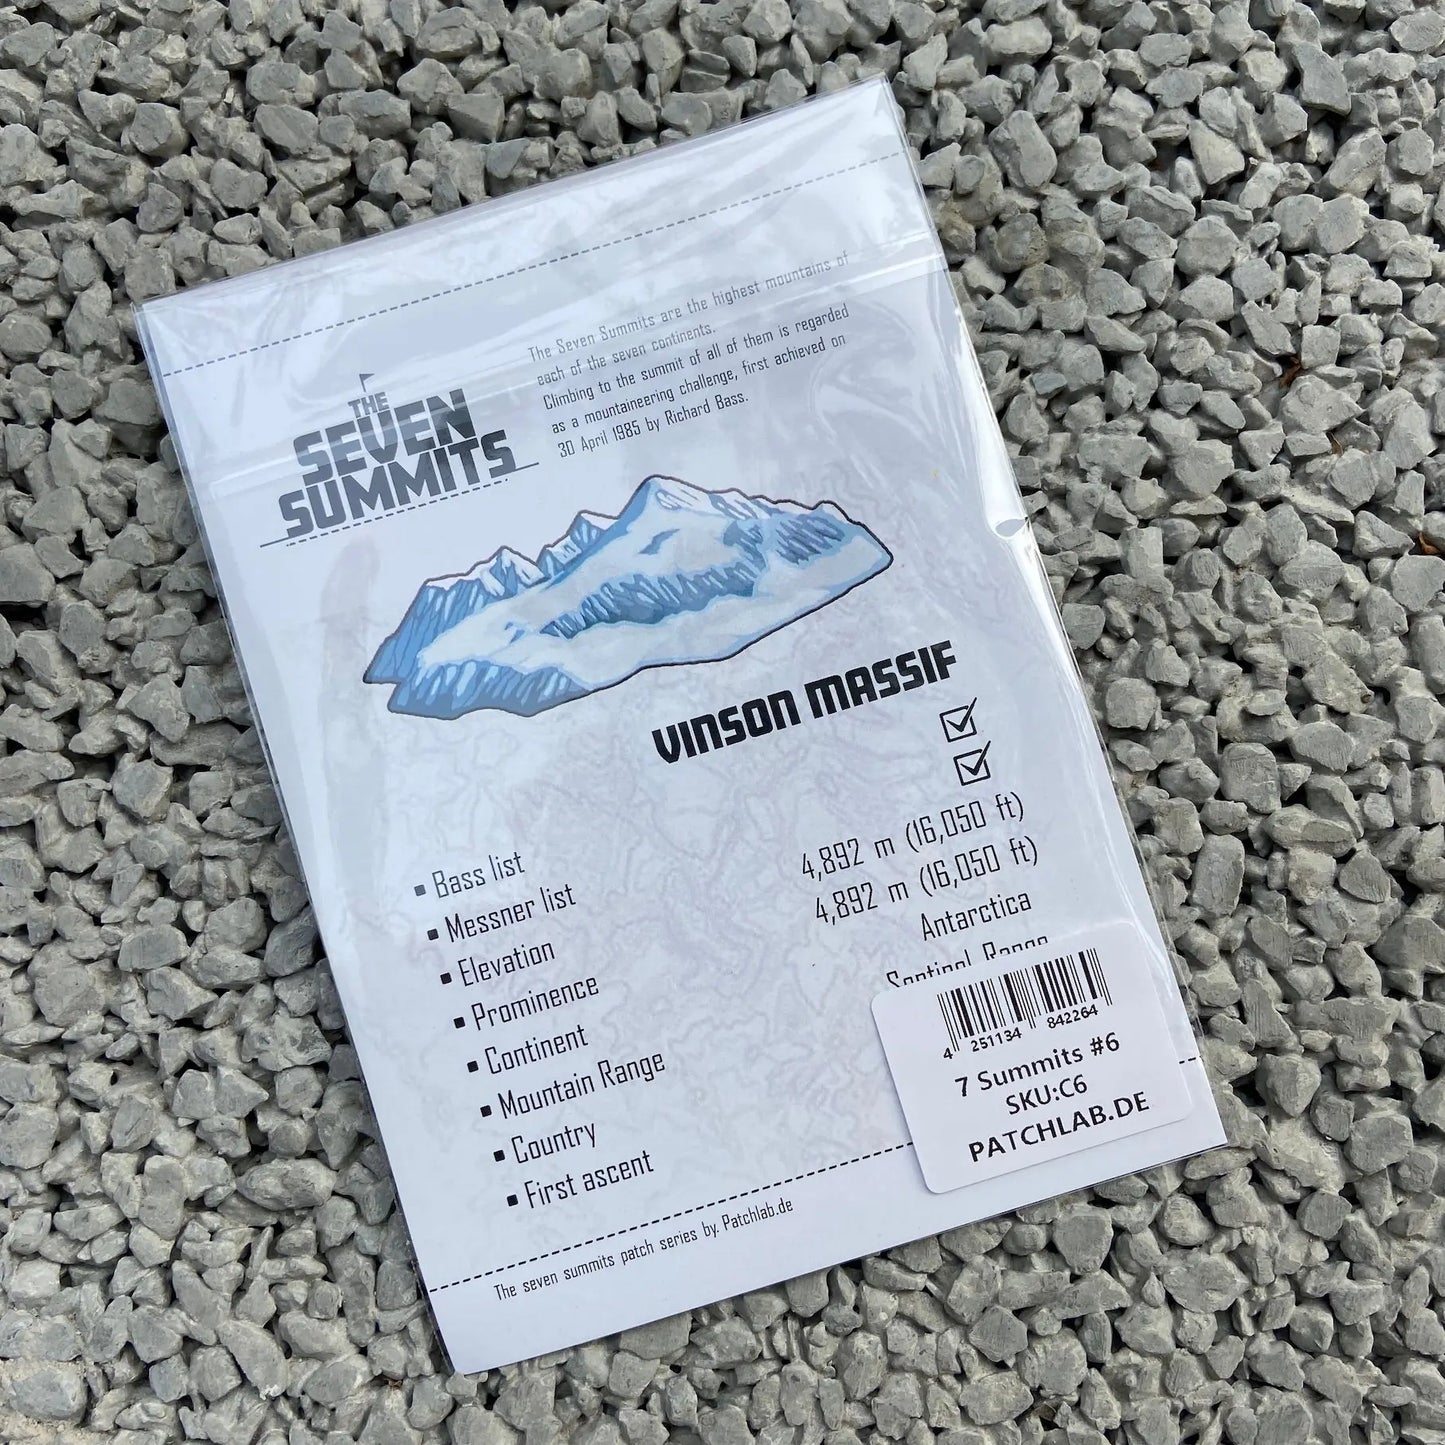 The Seven Summits are the highest mountains of
each of the seven continents.
Climbing to the summit of all of them is regarded
as a mountaineering challenge, first achieved on
30 April 1985 by Richard Bass.
THE
SEVEN
SUMMITS
VINSON MASSIF
▪ Bass list
▪ Messner list
▪ Elevation 4,892 m (16,050 ft)
▪ Prominence 4,892 m (16,050 ft)
▪ Continent Antarctica
▪ Mountain Range Sentinel Range
▪ Country
▪ First ascent
4 251134 842264
7 Summits #6
SKU:C6
PATCHLAB.DE
The seven summits patch series by. Patchlab.de